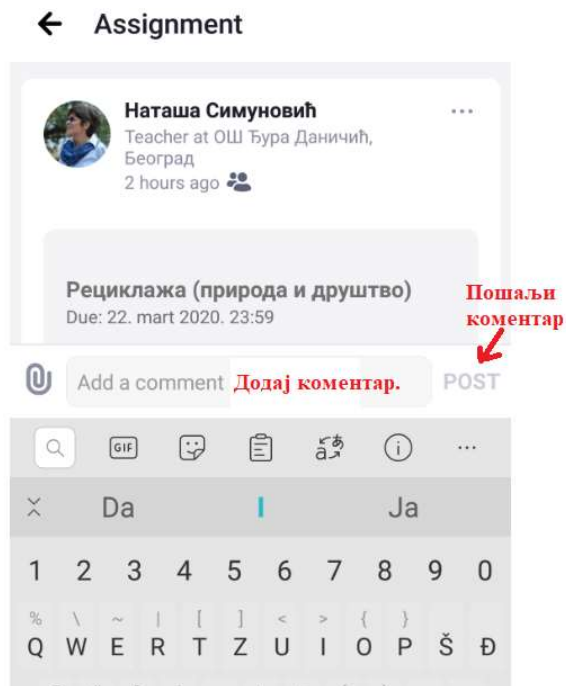 Assignment
Наташа Симуновић
Teacher at ОШ Ђура Даничић,
Београд
2 hours ago
Рециклажа (природа и друштво)
Due: 22. mart 2020. 23:59
Пошаљи
коментар
Add a comment Додај коментар. POST
GIF
Da I Ja
1 2 3 4 5 6 7 8 9 0
% \ ~ | [ ] < > { }
Q W E R T Z U I O P Š Đ